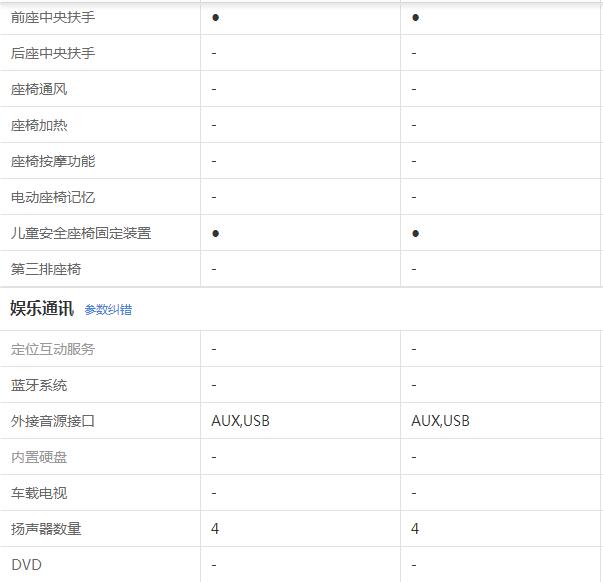 前座中央扶手 ● ●
后座中央扶手 - -
座椅通风 - -
座椅加热 - -
座椅按摩功能 - -
电动座椅记忆 - -
儿童安全座椅固定装置 ● ●
第三排座椅 - -
娱乐通讯 参数纠错
定位互动服务 - -
蓝牙系统 - -
外接音源接口 AUX,USB AUX,USB
内置硬盘 - -
车载电视 - -
扬声器数量 4 4
DVD - -